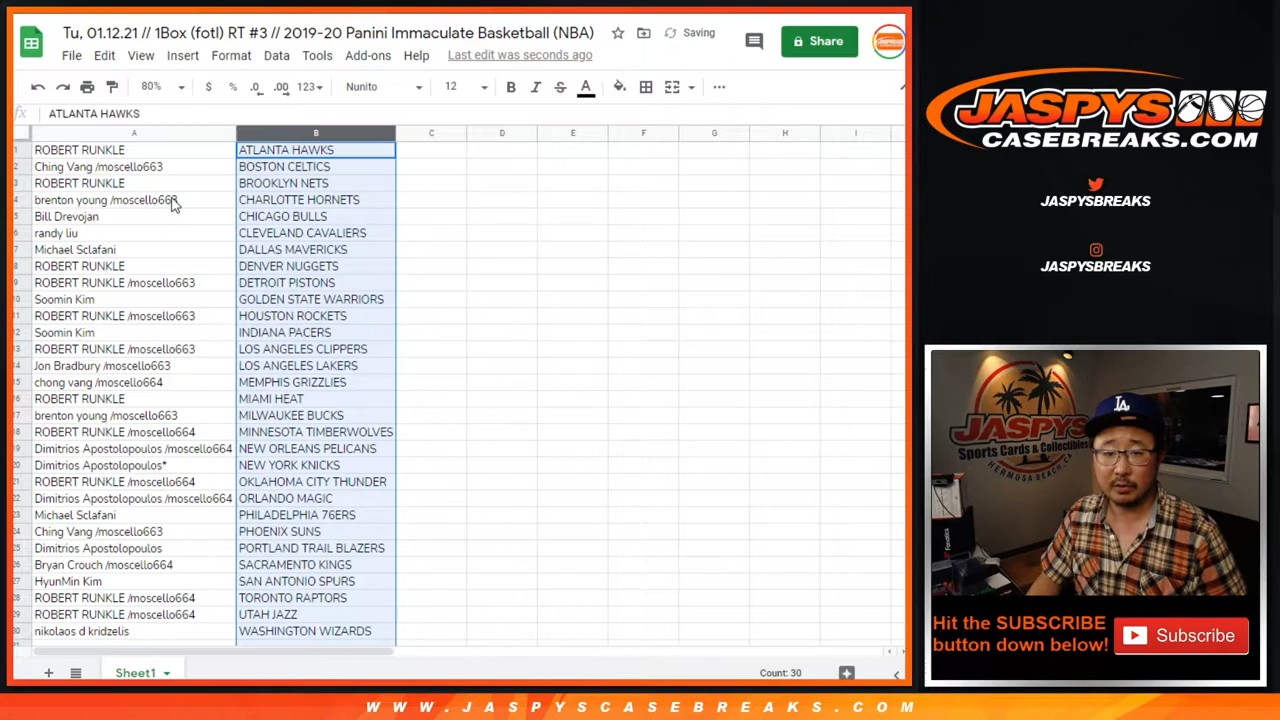 Tu, 01.12.21 // 1Box (fotl) RT #3 // 2019-20 Panini Immaculate Basketball (NBA)
Saving
Share
File Edit View Insert Format Data Tools Add-ons Help Last edit was seconds ago
80% $ % .0 .00 123 Nunito 12 B I S A
fx ATLANTA HAWKS
A B C D E F G H I
1 ROBERT RUNKLE ATLANTA HAWKS
2 Ching Vang /moscello663 BOSTON CELTICS
3 ROBERT RUNKLE BROOKLYN NETS
4 brenton young /moscello663 CHARLOTTE HORNETS
5 Bill Drevojan CHICAGO BULLS
6 randy liu CLEVELAND CAVALIERS
7 Michael Sclafani DALLAS MAVERICKS
8 ROBERT RUNKLE DENVER NUGGETS
9 ROBERT RUNKLE /moscello663 DETROIT PISTONS
10 Soomin Kim GOLDEN STATE WARRIORS
11 ROBERT RUNKLE /moscello663 HOUSTON ROCKETS
12 Soomin Kim INDIANA PACERS
13 ROBERT RUNKLE /moscello663 LOS ANGELES CLIPPERS
14 Jon Bradbury /moscello663 LOS ANGELES LAKERS
15 chong vang /moscello664 MEMPHIS GRIZZLIES
16 ROBERT RUNKLE MIAMI HEAT
17 brenton young /moscello663 MILWAUKEE BUCKS
18 ROBERT RUNKLE /moscello664 MINNESOTA TIMBERWOLVES
19 Dimitrios Apostolopoulos /moscello664 NEW ORLEANS PELICANS
20 Dimitrios Apostolopoulos* NEW YORK KNICKS
21 ROBERT RUNKLE /moscello664 OKLAHOMA CITY THUNDER
22 Dimitrios Apostolopoulos /moscello664 ORLANDO MAGIC
23 Michael Sclafani PHILADELPHIA 76ERS
24 Ching Vang /moscello663 PHOENIX SUNS
25 Dimitrios Apostolopoulos PORTLAND TRAIL BLAZERS
26 Bryan Crouch /moscello664 SACRAMENTO KINGS
27 HyunMin Kim SAN ANTONIO SPURS
28 ROBERT RUNKLE /moscello664 TORONTO RAPTORS
29 ROBERT RUNKLE /moscello664 UTAH JAZZ
30 nikolaos d kridzelis WASHINGTON WIZARDS
Sheet1
Count: 30
JASPYS
CASEBREAKS.COM
JASPYSBREAKS
JASPYSBREAKS
JASPYS
Sports Cards & Collectibles
HERMOSA BEACH, CA
LA
Hit the SUBSCRIBE
button down below!
Subscribe
WWW.JASPYSCASEBREAKS.COM